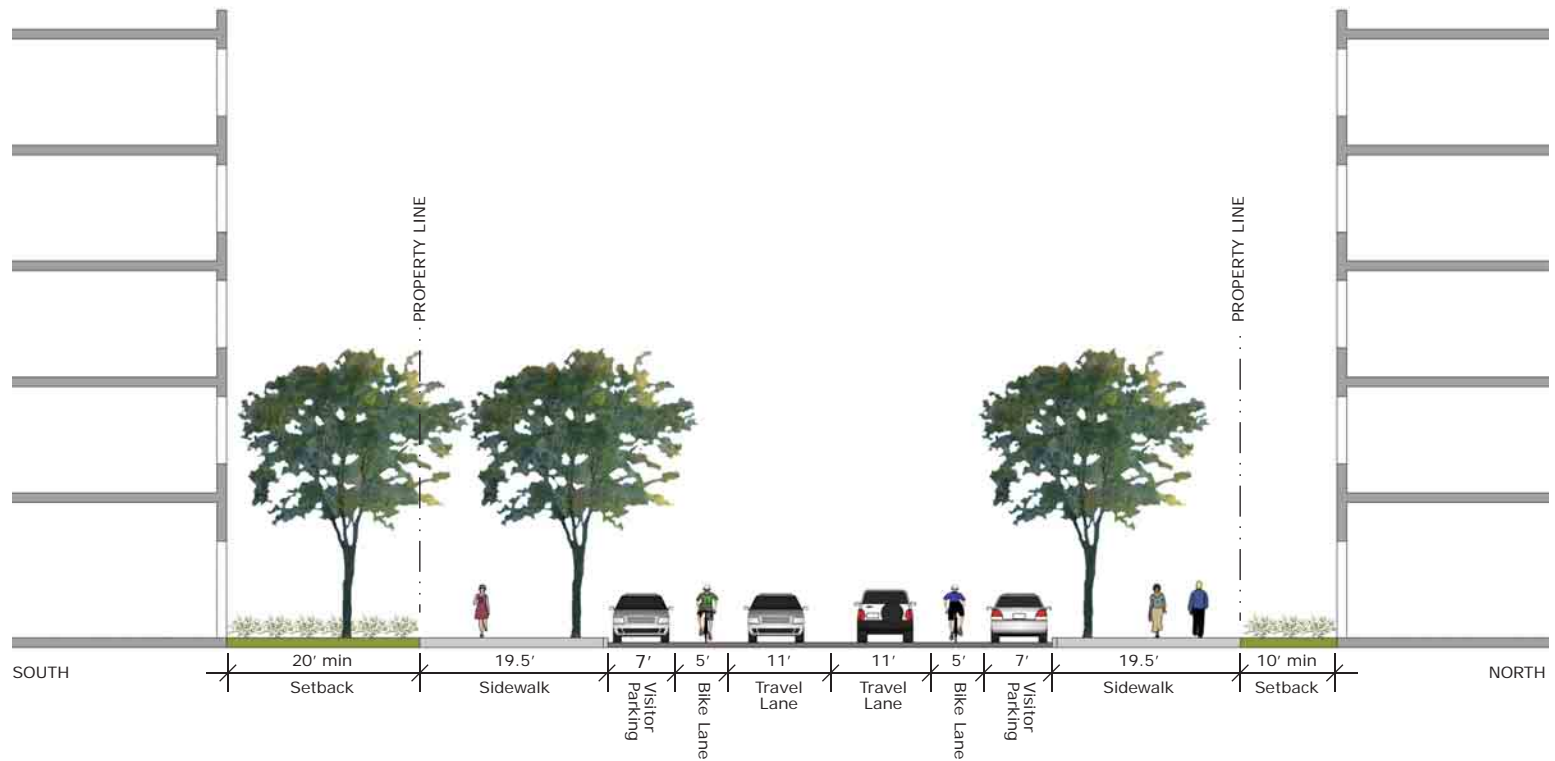 PROPERTY LINE
PROPERTY LINE
20' min
19.5'
7'
5'
11'
11'
5'
7'
19.5'
10' min
SOUTH
Setback
Sidewalk
Visitor
Parking
Bike Lane
Travel
Lane
Travel
Lane
Bike Lane
Visitor
Parking
Sidewalk
Setback
NORTH